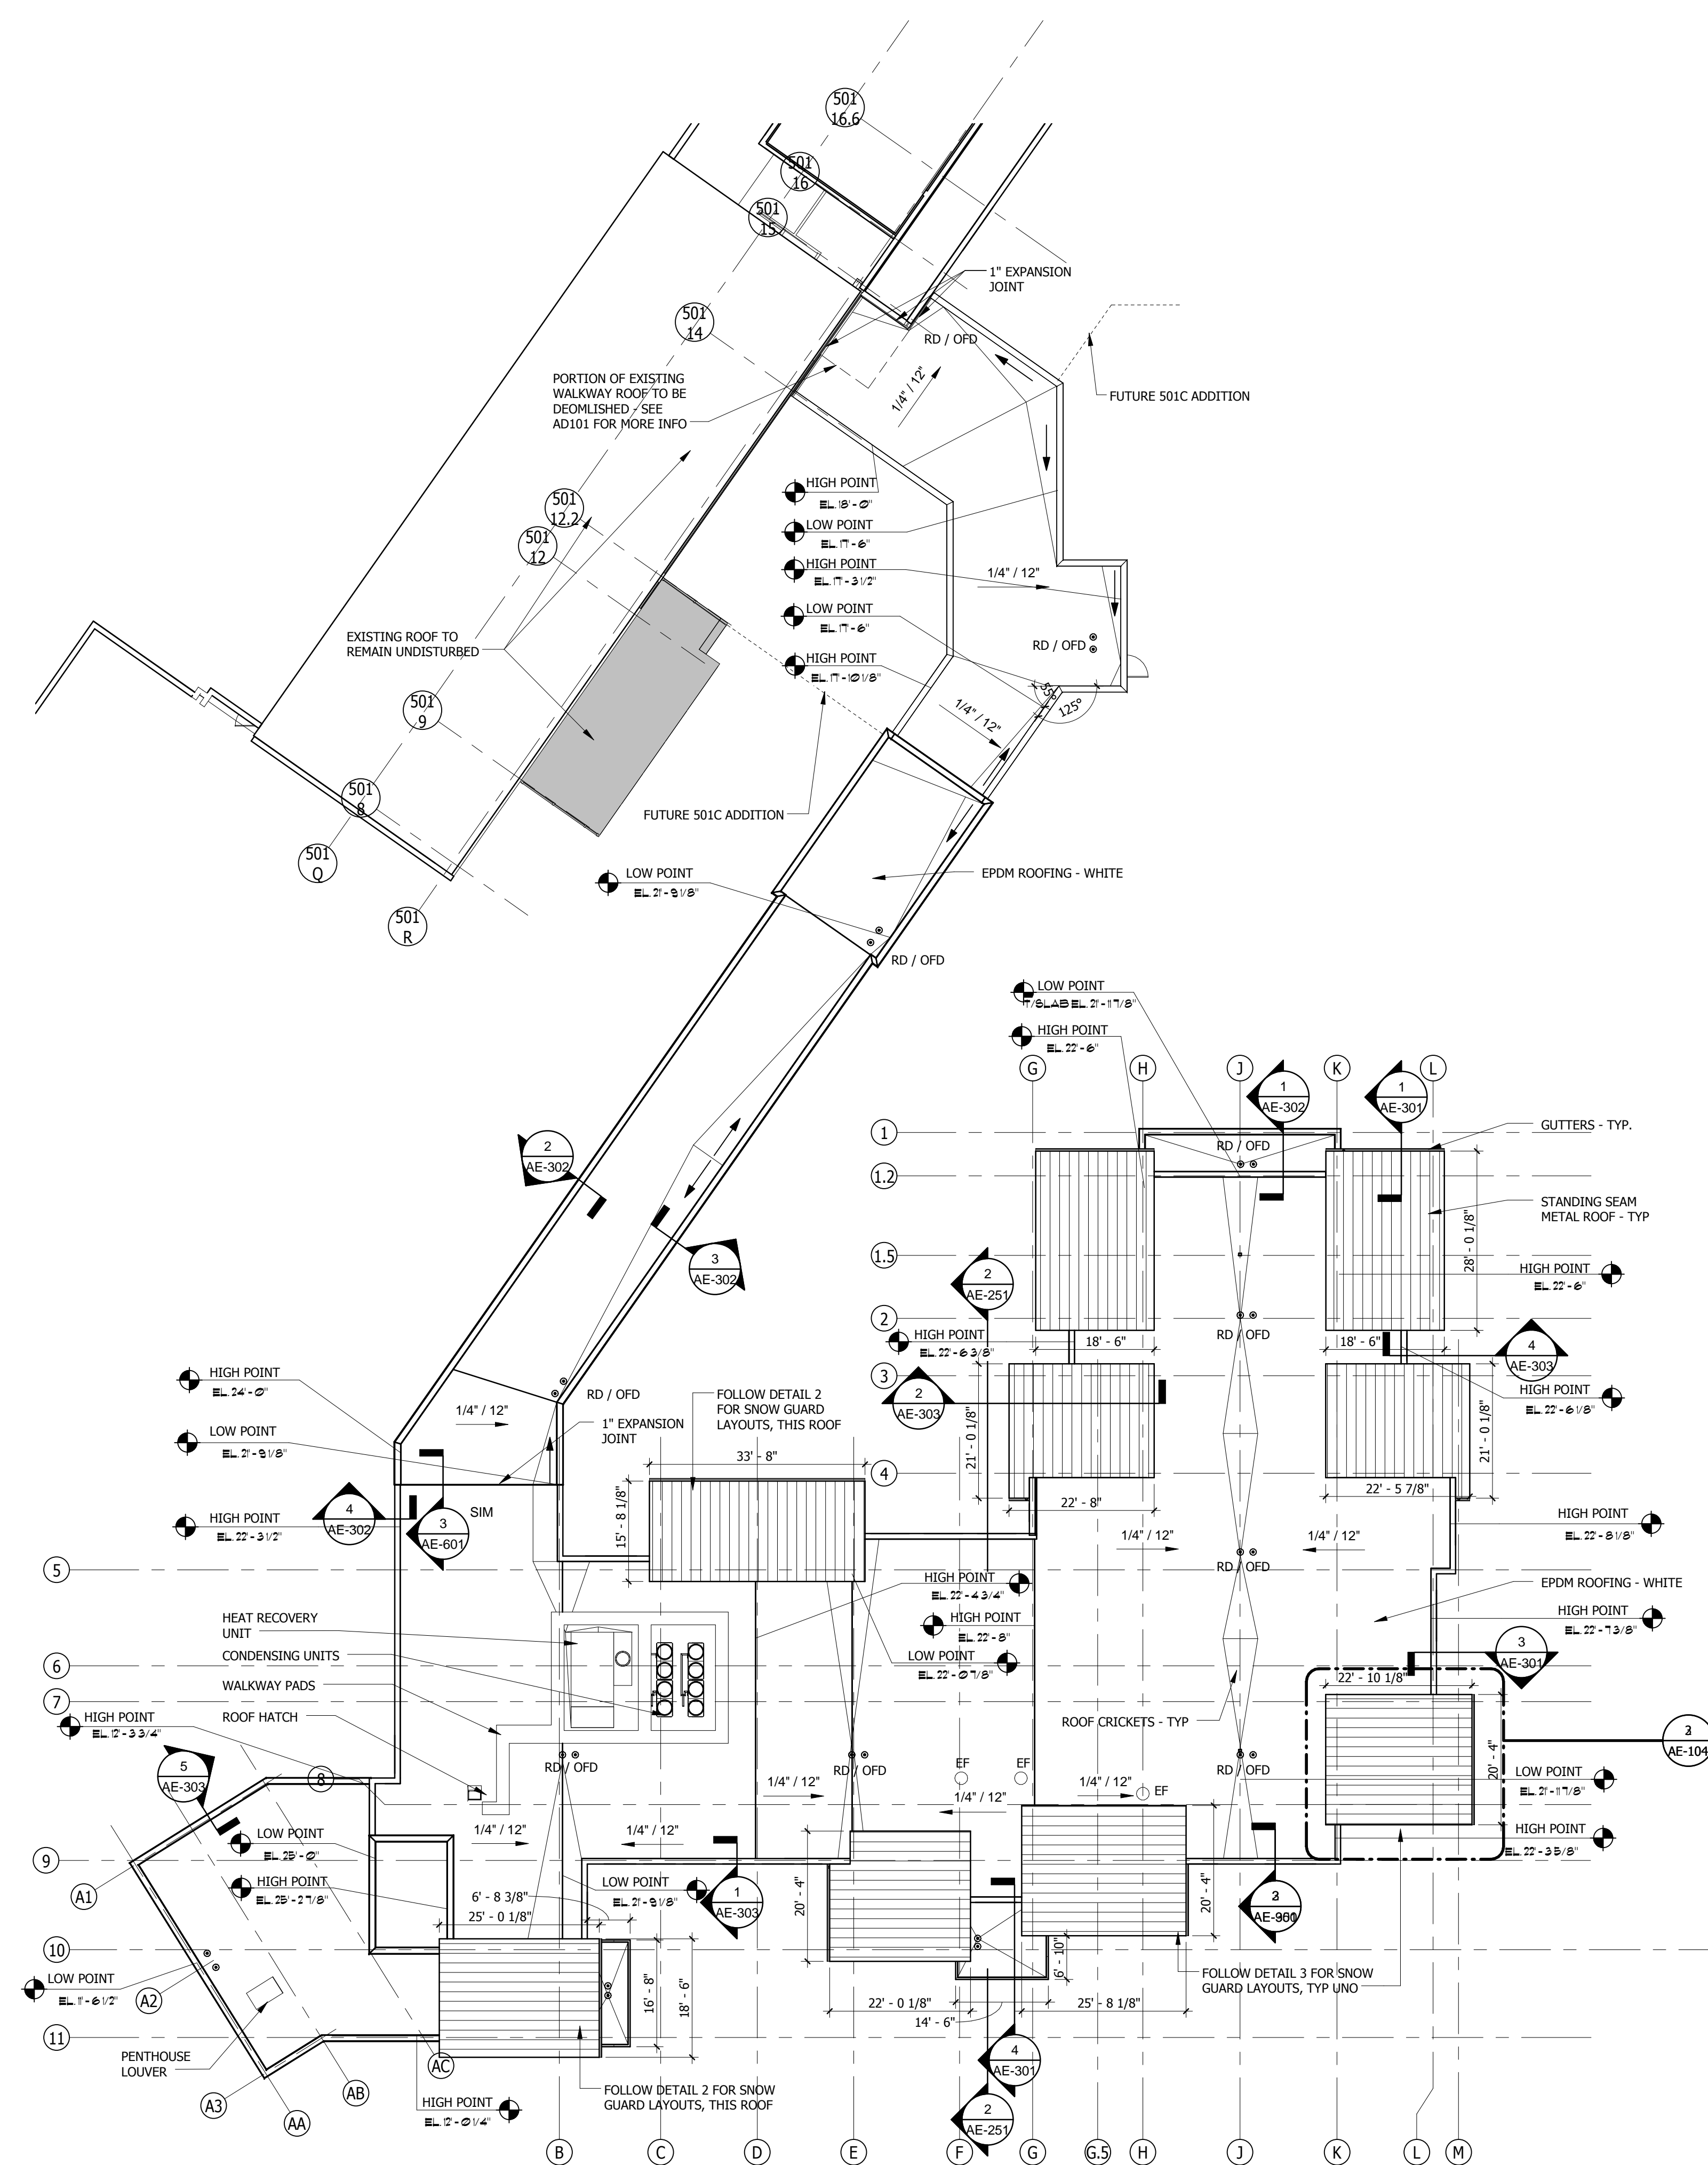 501
16.6
501
16
501
15
1" EXPANSION
JOINT
501
14
RD / OFD
1/4" / 12"
PORTION OF EXISTING
WALKWAY ROOF TO BE
DEOMLISHED - SEE
AD101 FOR MORE INFO
FUTURE 501C ADDITION
HIGH POINT
EL. 18' - 0"
501
12.2
LOW POINT
EL. 17' - 6"
501
12
HIGH POINT
EL. 17' - 3 1/2"
1/4" / 12"
LOW POINT
EL. 17' - 6"
EXISTING ROOF TO
REMAIN UNDISTURBED
RD / OFD
HIGH POINT
EL. 17' - 10 1/8"
55°
125°
501
9
1/4" / 12"
501
8
FUTURE 501C ADDITION
501
Q
LOW POINT
EL. 21' - 9 1/8"
EPDM ROOFING - WHITE
501
R
RD / OFD
LOW POINT
T/SLAB EL. 21' - 11 7/8"
HIGH POINT
EL. 22' - 6"
G
H
J
K
L
1
AE-302
1
AE-301
1
GUTTERS - TYP.
RD / OFD
2
AE-302
1.2
STANDING SEAM
METAL ROOF - TYP
28' - 0 1/8"
1.5
3
AE-302
2
AE-251
HIGH POINT
EL. 22' - 6"
2
RD / OFD
HIGH POINT
EL. 22' - 6 3/8"
18' - 6"
18' - 6"
4
AE-303
HIGH POINT
EL. 24' - 0"
3
2
AE-303
HIGH POINT
EL. 22' - 6 1/8"
RD / OFD
FOLLOW DETAIL 2
FOR SNOW GUARD
LAYOUTS, THIS ROOF
1/4" / 12"
1" EXPANSION
JOINT
LOW POINT
EL. 21' - 9 1/8"
33' - 8"
21' - 0 1/8"
21' - 0 1/8"
4
22' - 8"
22' - 5 7/8"
HIGH POINT
EL. 22' - 3 1/2"
4
AE-302
SIM
3
AE-601
15' - 8 1/8"
HIGH POINT
EL. 22' - 8 1/8"
1/4" / 12"
1/4" / 12"
5
RD / OFD
HIGH POINT
EL. 22' - 4 3/4"
EPDM ROOFING - WHITE
HEAT RECOVERY
UNIT
HIGH POINT
EL. 22' - 8"
HIGH POINT
EL. 22' - 7 3/8"
CONDENSING UNITS
LOW POINT
EL. 22' - 0 7/8"
3
AE-301
6
22' - 10 1/8"
WALKWAY PADS
7
HIGH POINT
EL. 12' - 3 3/4"
ROOF HATCH
ROOF CRICKETS - TYP
AE-104
20' - 4"
5
AE-303
8
RD / OFD
RD / OFD
EF
EF
RD / OFD
1/4" / 12"
1/4" / 12"
EF
1/4" / 12"
LOW POINT
EL. 21' - 11 7/8"
1/4" / 12"
1/4" / 12"
LOW POINT
EL. 25' - 0"
HIGH POINT
EL. 22' - 3 5/8"
9
A1
HIGH POINT
EL. 25' - 2 7/8"
LOW POINT
EL. 21' - 9 1/8"
1
AE-303
6' - 8 3/8"
25' - 0 1/8"
20' - 4"
20' - 4"
10
LOW POINT
EL. 11' - 6 1/2"
A2
16' - 8"
18' - 6"
6' - 10"
FOLLOW DETAIL 3 FOR SNOW
GUARD LAYOUTS, TYP UNO
22' - 0 1/8"
14' - 6"
25' - 8 1/8"
11
PENTHOUSE
LOUVER
4
AE-301
A3
AA
AB
AC
HIGH POINT
EL. 12' - 0 1/4"
FOLLOW DETAIL 2 FOR SNOW
GUARD LAYOUTS, THIS ROOF
2
AE-251
B
C
D
E
F
G
G.5
H
J
K
L
M